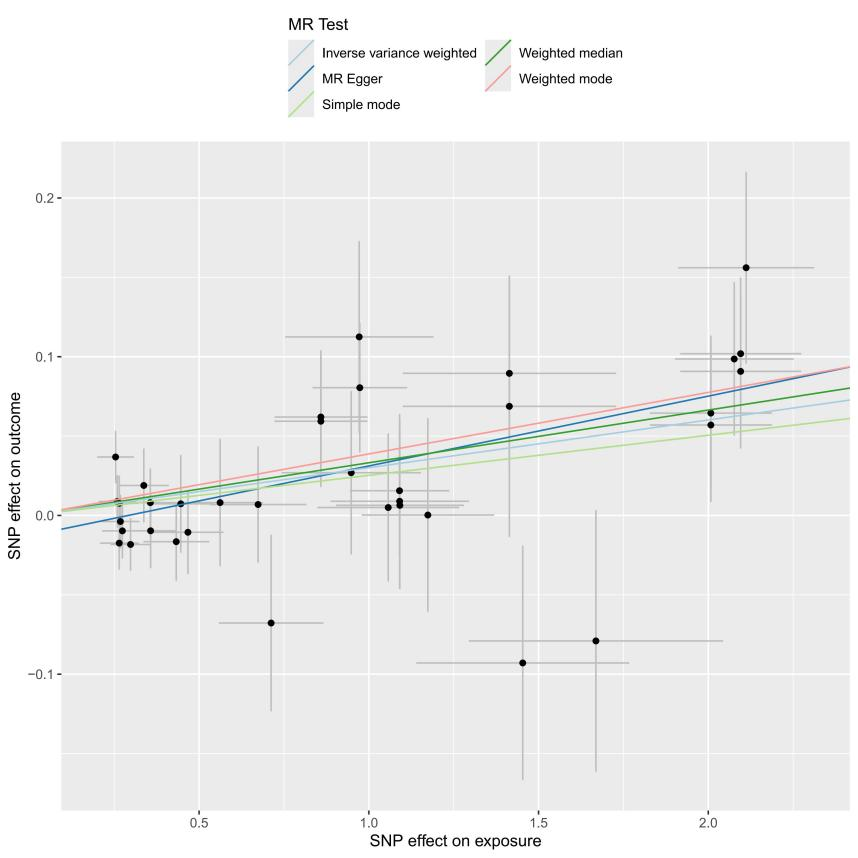 MR Test
Inverse variance weighted
Weighted median
MR Egger
Weighted mode
Simple mode
0.2
0.1
0.0
−0.1
SNP effect on outcome
0.5
1.0
1.5
2.0
SNP effect on exposure